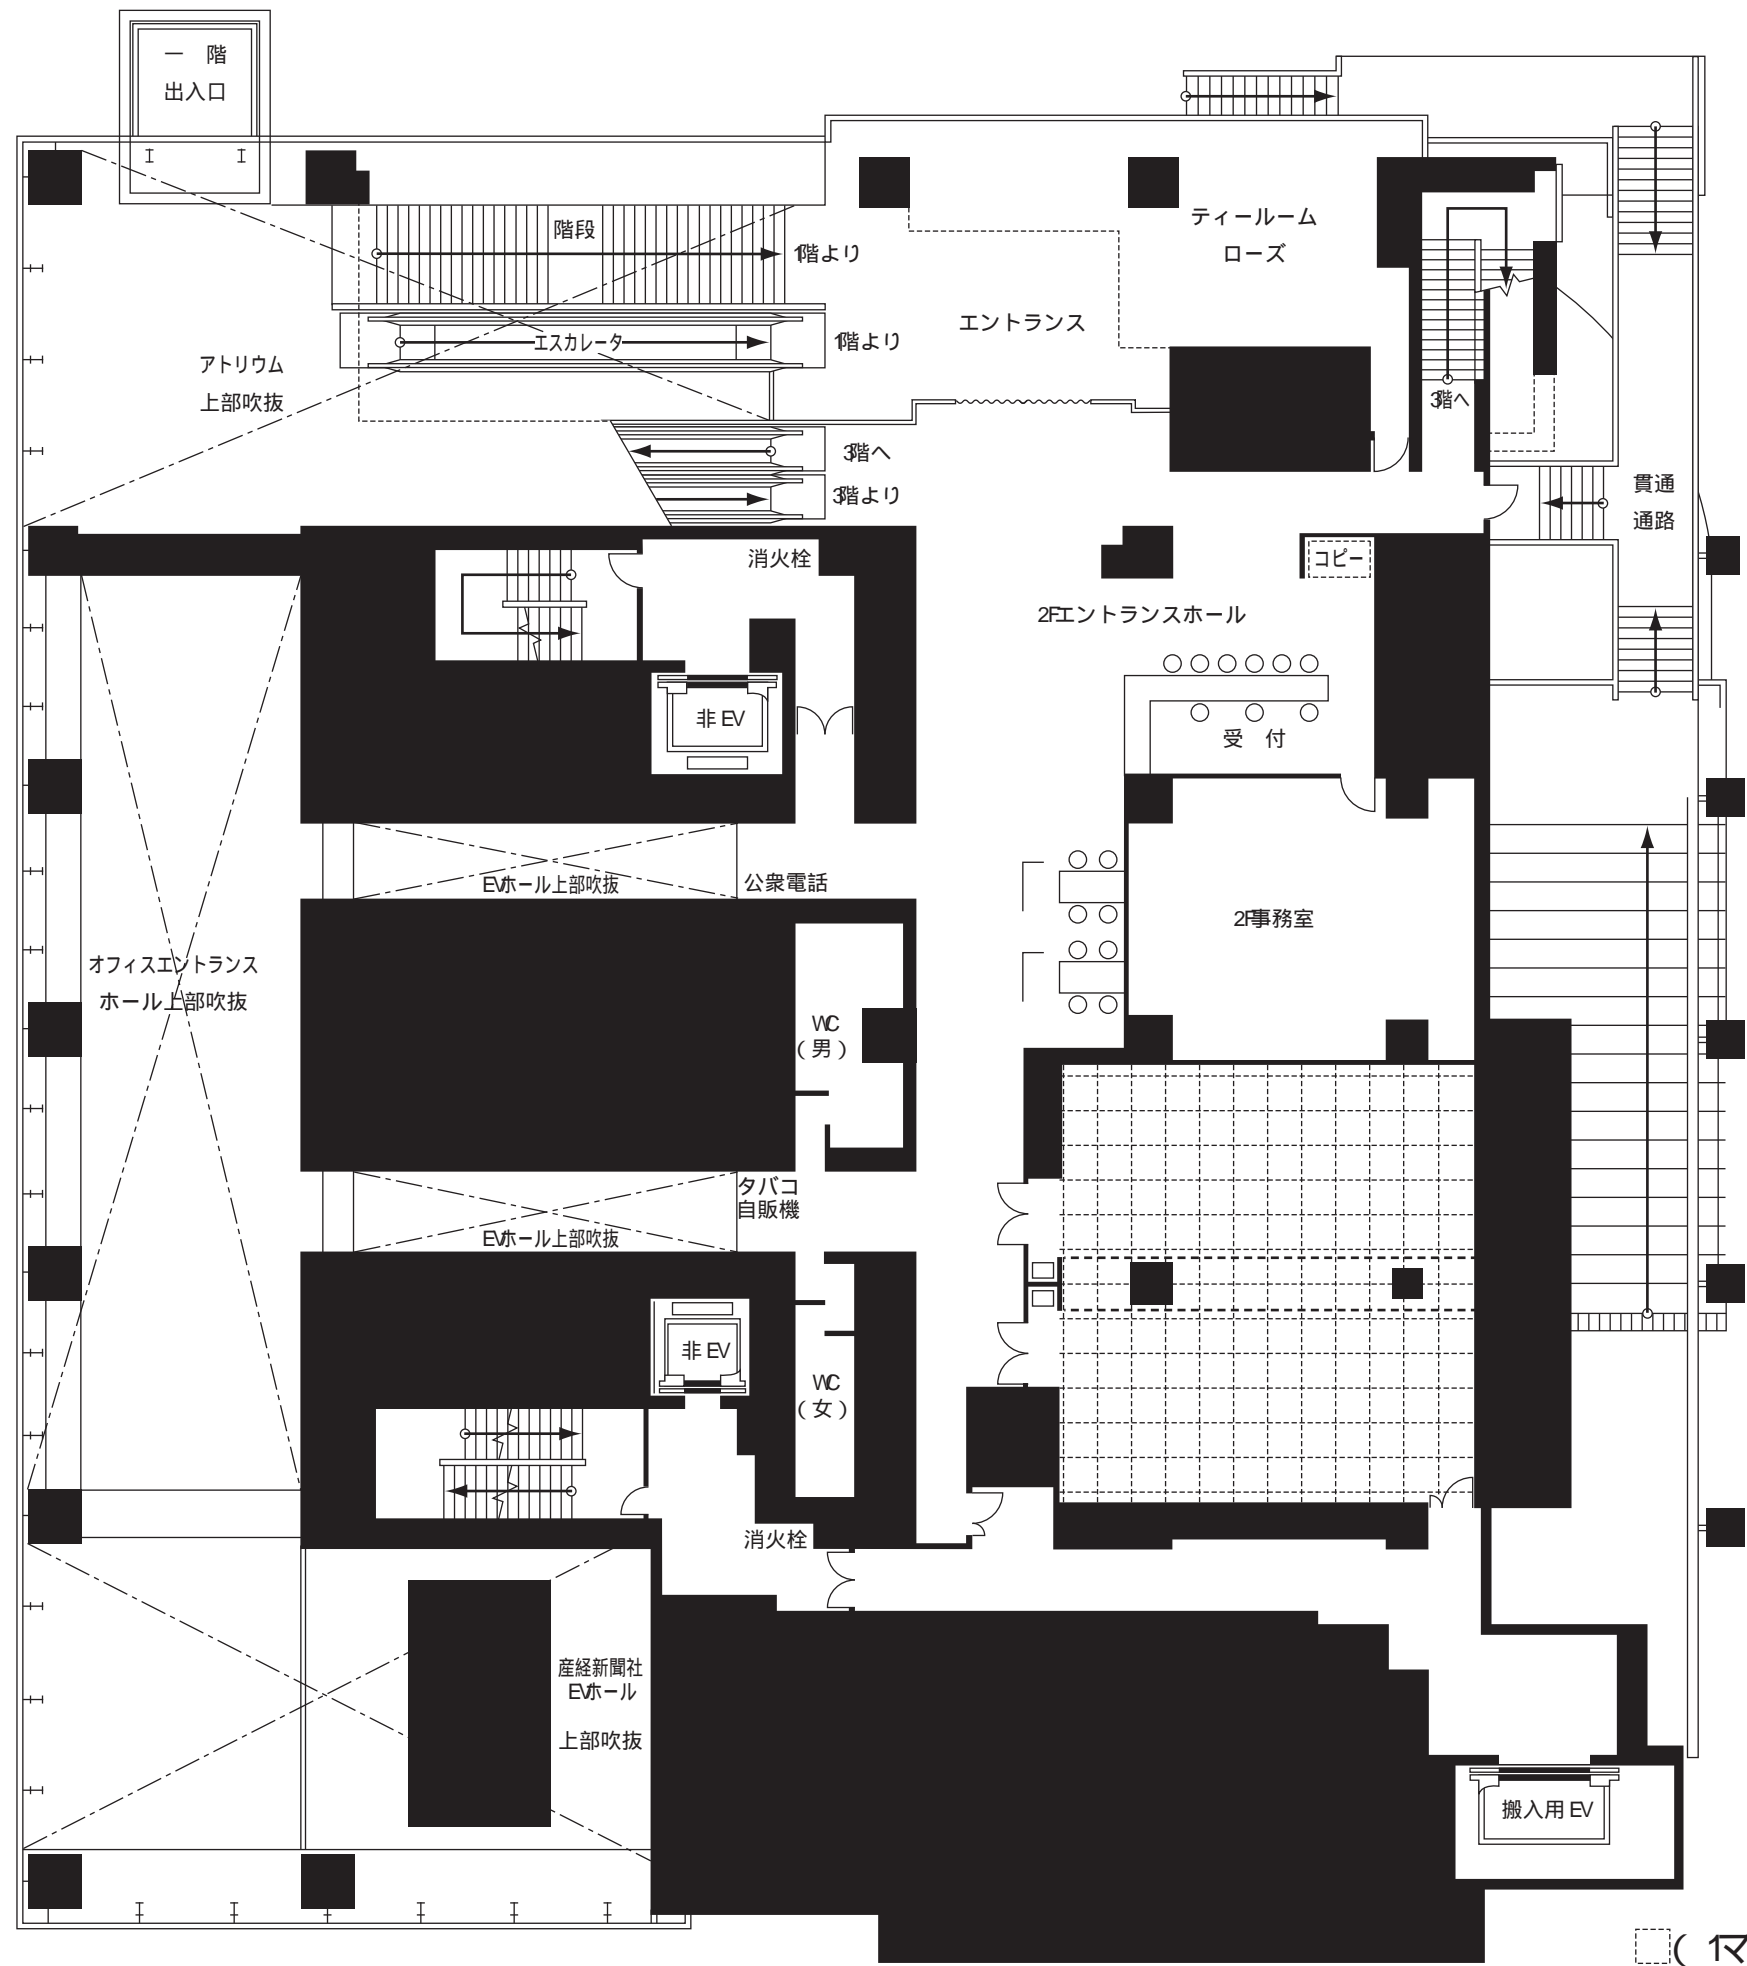 一 階
出入口
階段
1階より
ティールーム
ローズ
エントランス
エスカレータ
1階より
アトリウム
上部吹抜
3階へ
3階へ
3階より
貫通
通路
消火栓
コピー
2Fエントランスホール
非EV
受 付
EVホール上部吹抜
公衆電話
2F事務室
オフィスエントランス
ホール上部吹抜
WC
(男)
タバコ
自販機
EVホール上部吹抜
非EV
WC
(女)
消火栓
産経新聞社
EVホール
上部吹抜
搬入用EV
(1マ